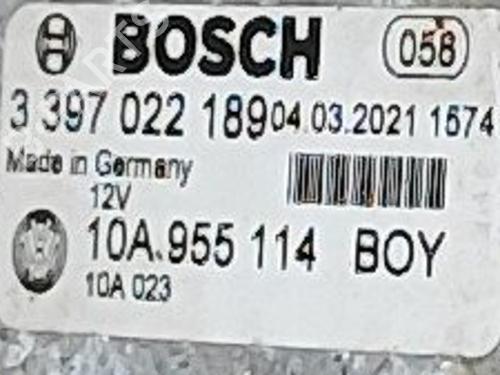 BOSCH 058
3 397 022 189 04.03.2021 1574
Made in Germany
12V
10A.955 114 BOY
10A 023